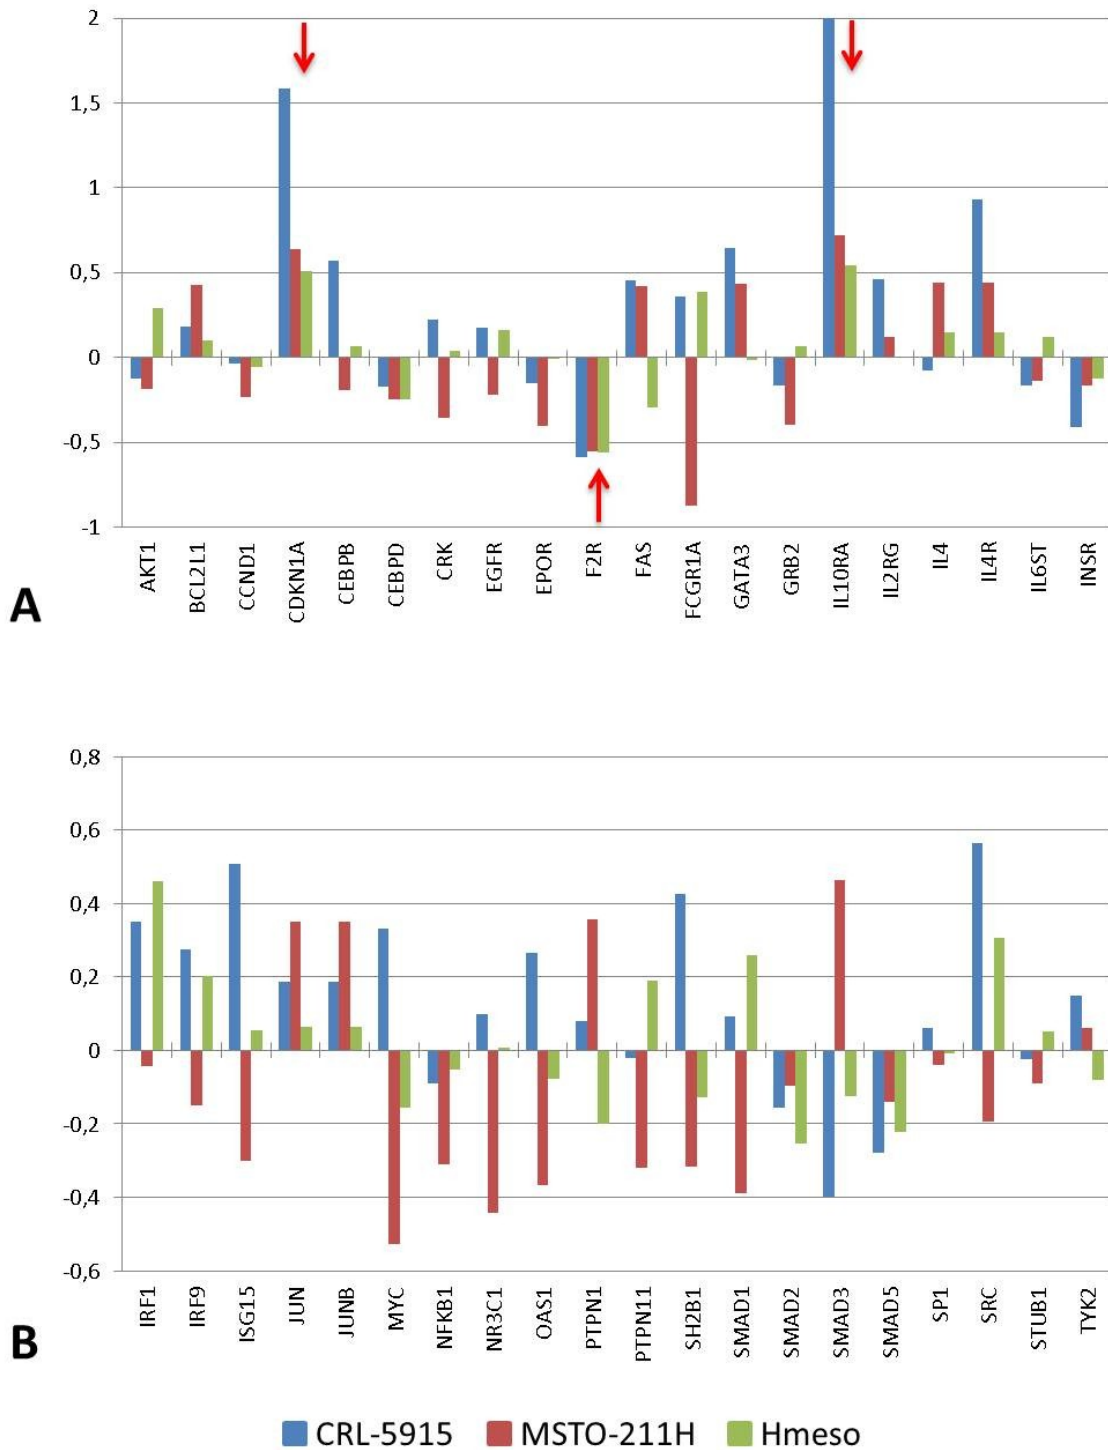 2
1,5
1
0,5
0
-0,5
-1
AKT1
BCL2L1
CCND1
CDKN1A
CEBPB
CEBPD
CRK
EGFR
EPOR
F2R
FAS
FCGR1A
GATA3
GRB2
IL10RA
IL2RG
IL4
IL4R
IL6ST
INSR
A
0,8
0,6
0,4
0,2
0
-0,2
-0,4
-0,6
IRF1
IRF9
ISG15
JUN
JUNB
MYC
NFKB1
NR3C1
OAS1
PTPN1
PTPN11
SH2B1
SMAD1
SMAD2
SMAD3
SMAD5
SP1
SRC
STUB1
TYK2
B
CRL-5915 MSTO-211H Hmeso